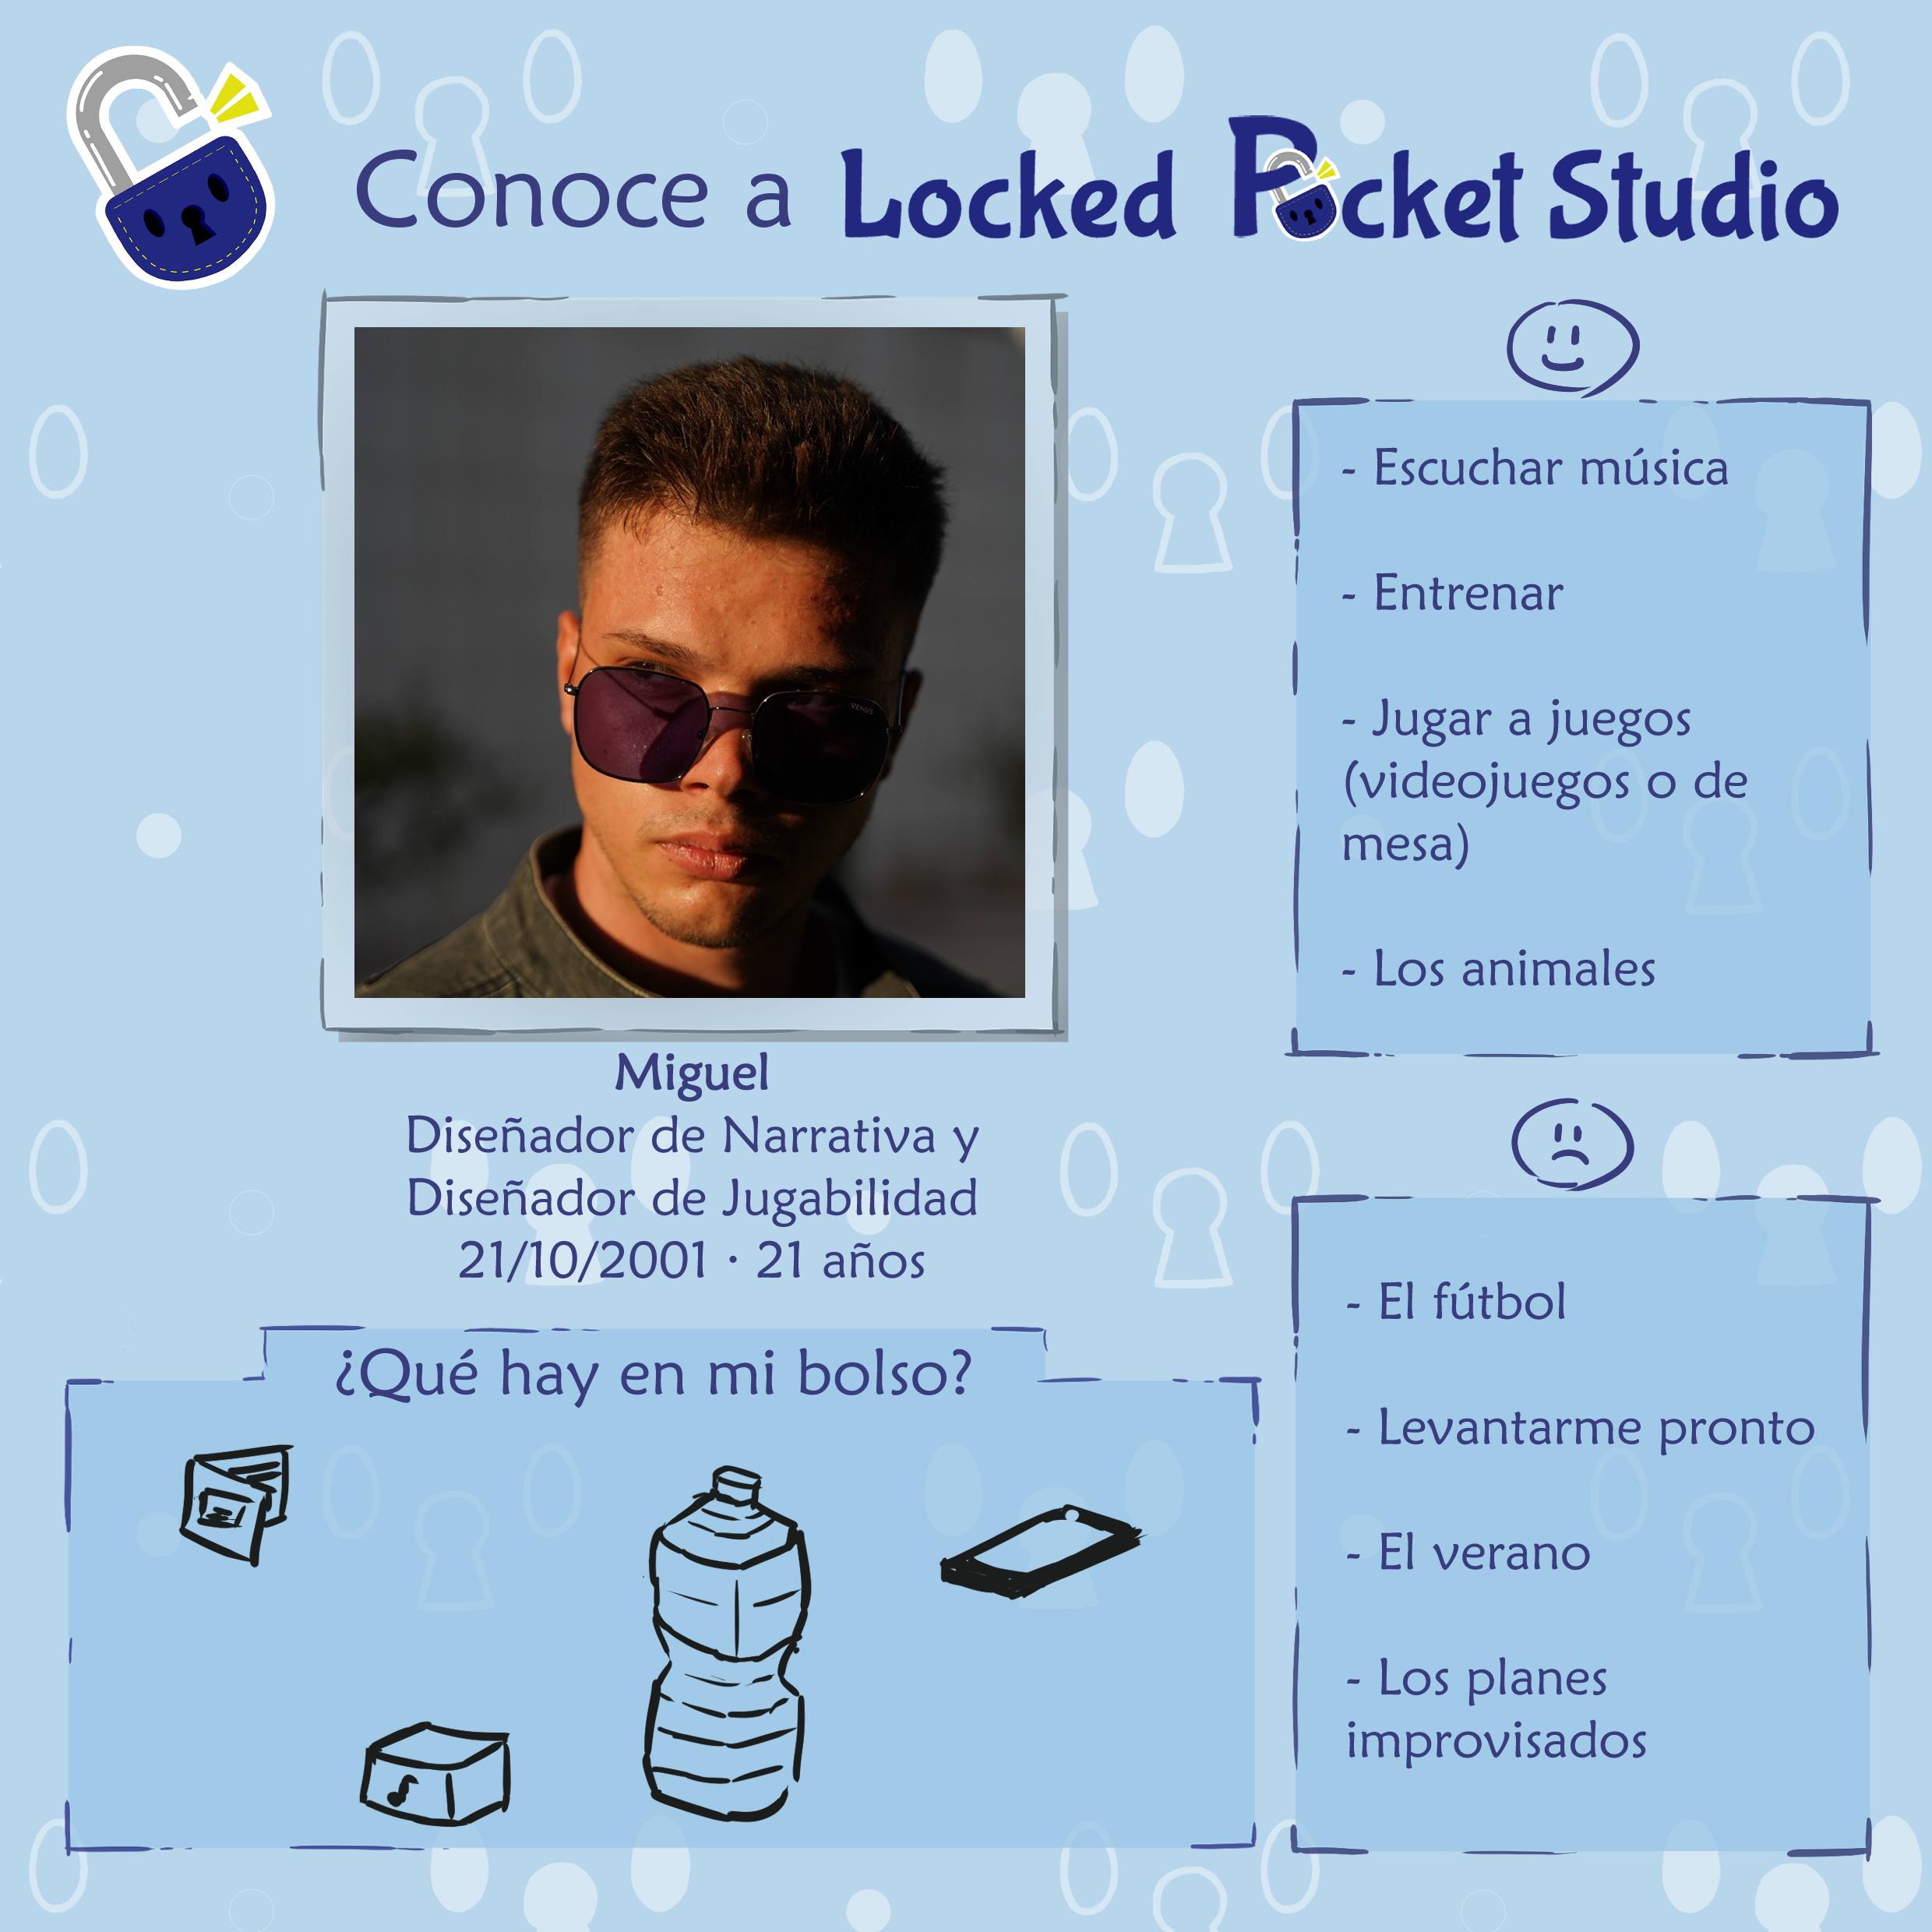 Conoce a Locked Pocket Studio
- Escuchar música
- Entrenar
- Jugar a juegos
(videojuegos o de
mesa)
- Los animales
VENUS
Miguel
Diseñador de Narrativa y
Diseñador de Jugabilidad
21/10/2001 · 21 años
¿Qué hay en mi bolso?
- El fútbol
- Levantarme pronto
- El verano
- Los planes
improvisados